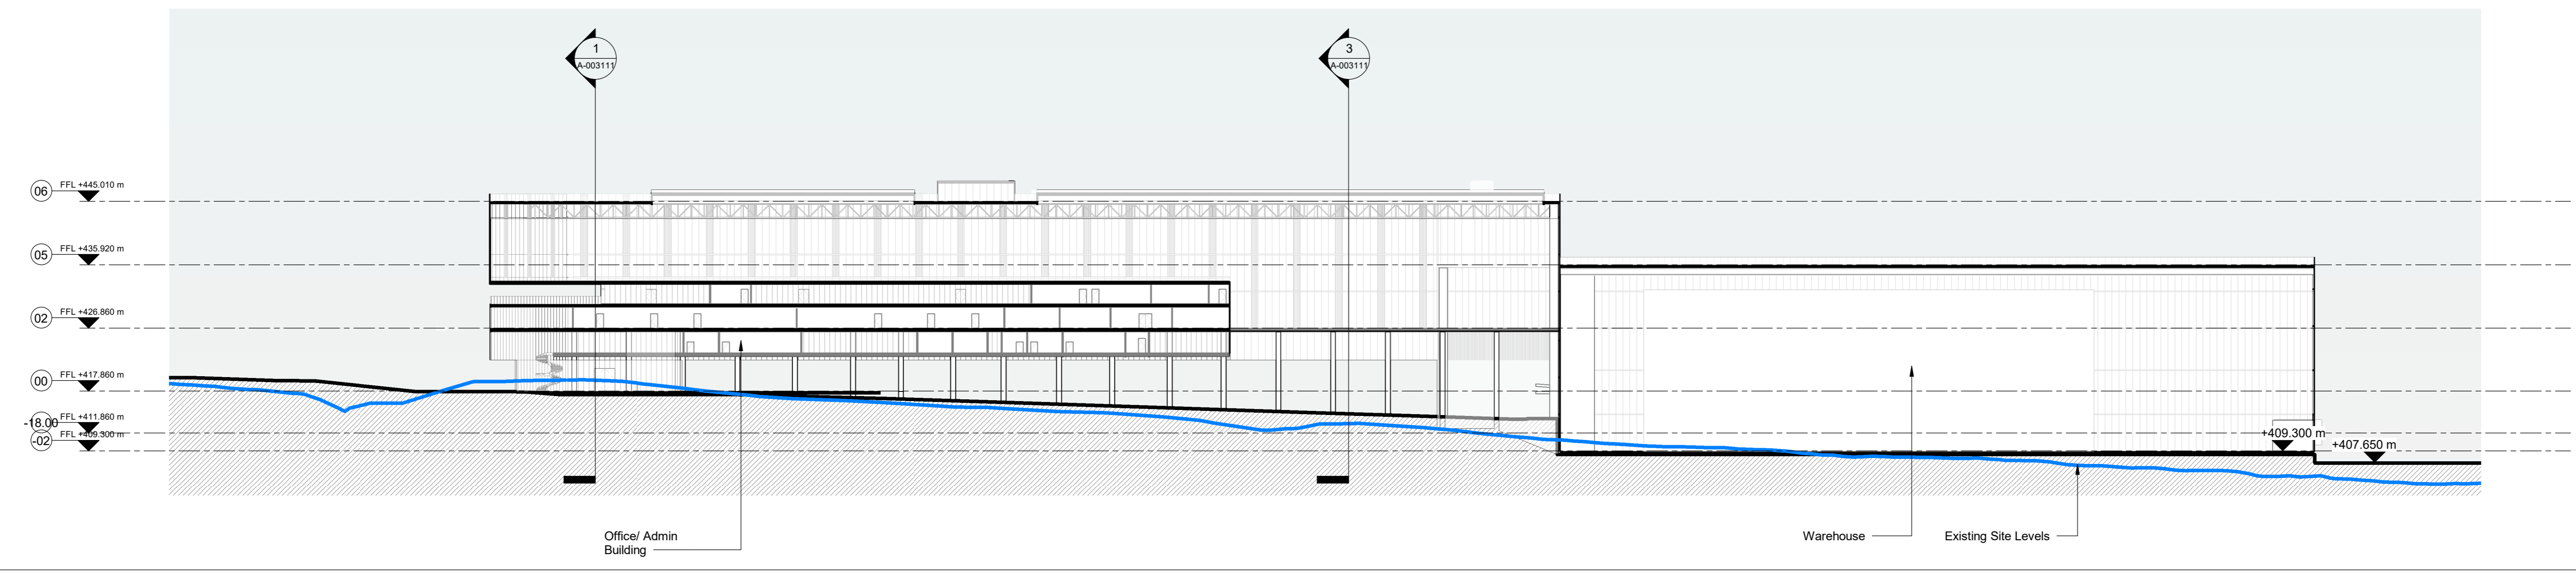 1
A-003111
3
A-003111
06 FFL +445.010 m
05 FFL +435.920 m
02 FFL +426.860 m
00 FFL +417.860 m
-18.00 FFL +411.860 m
-02 FFL +409.300 m
+409.300 m
+407.650 m
Office/ Admin
Building
Warehouse
Existing Site Levels